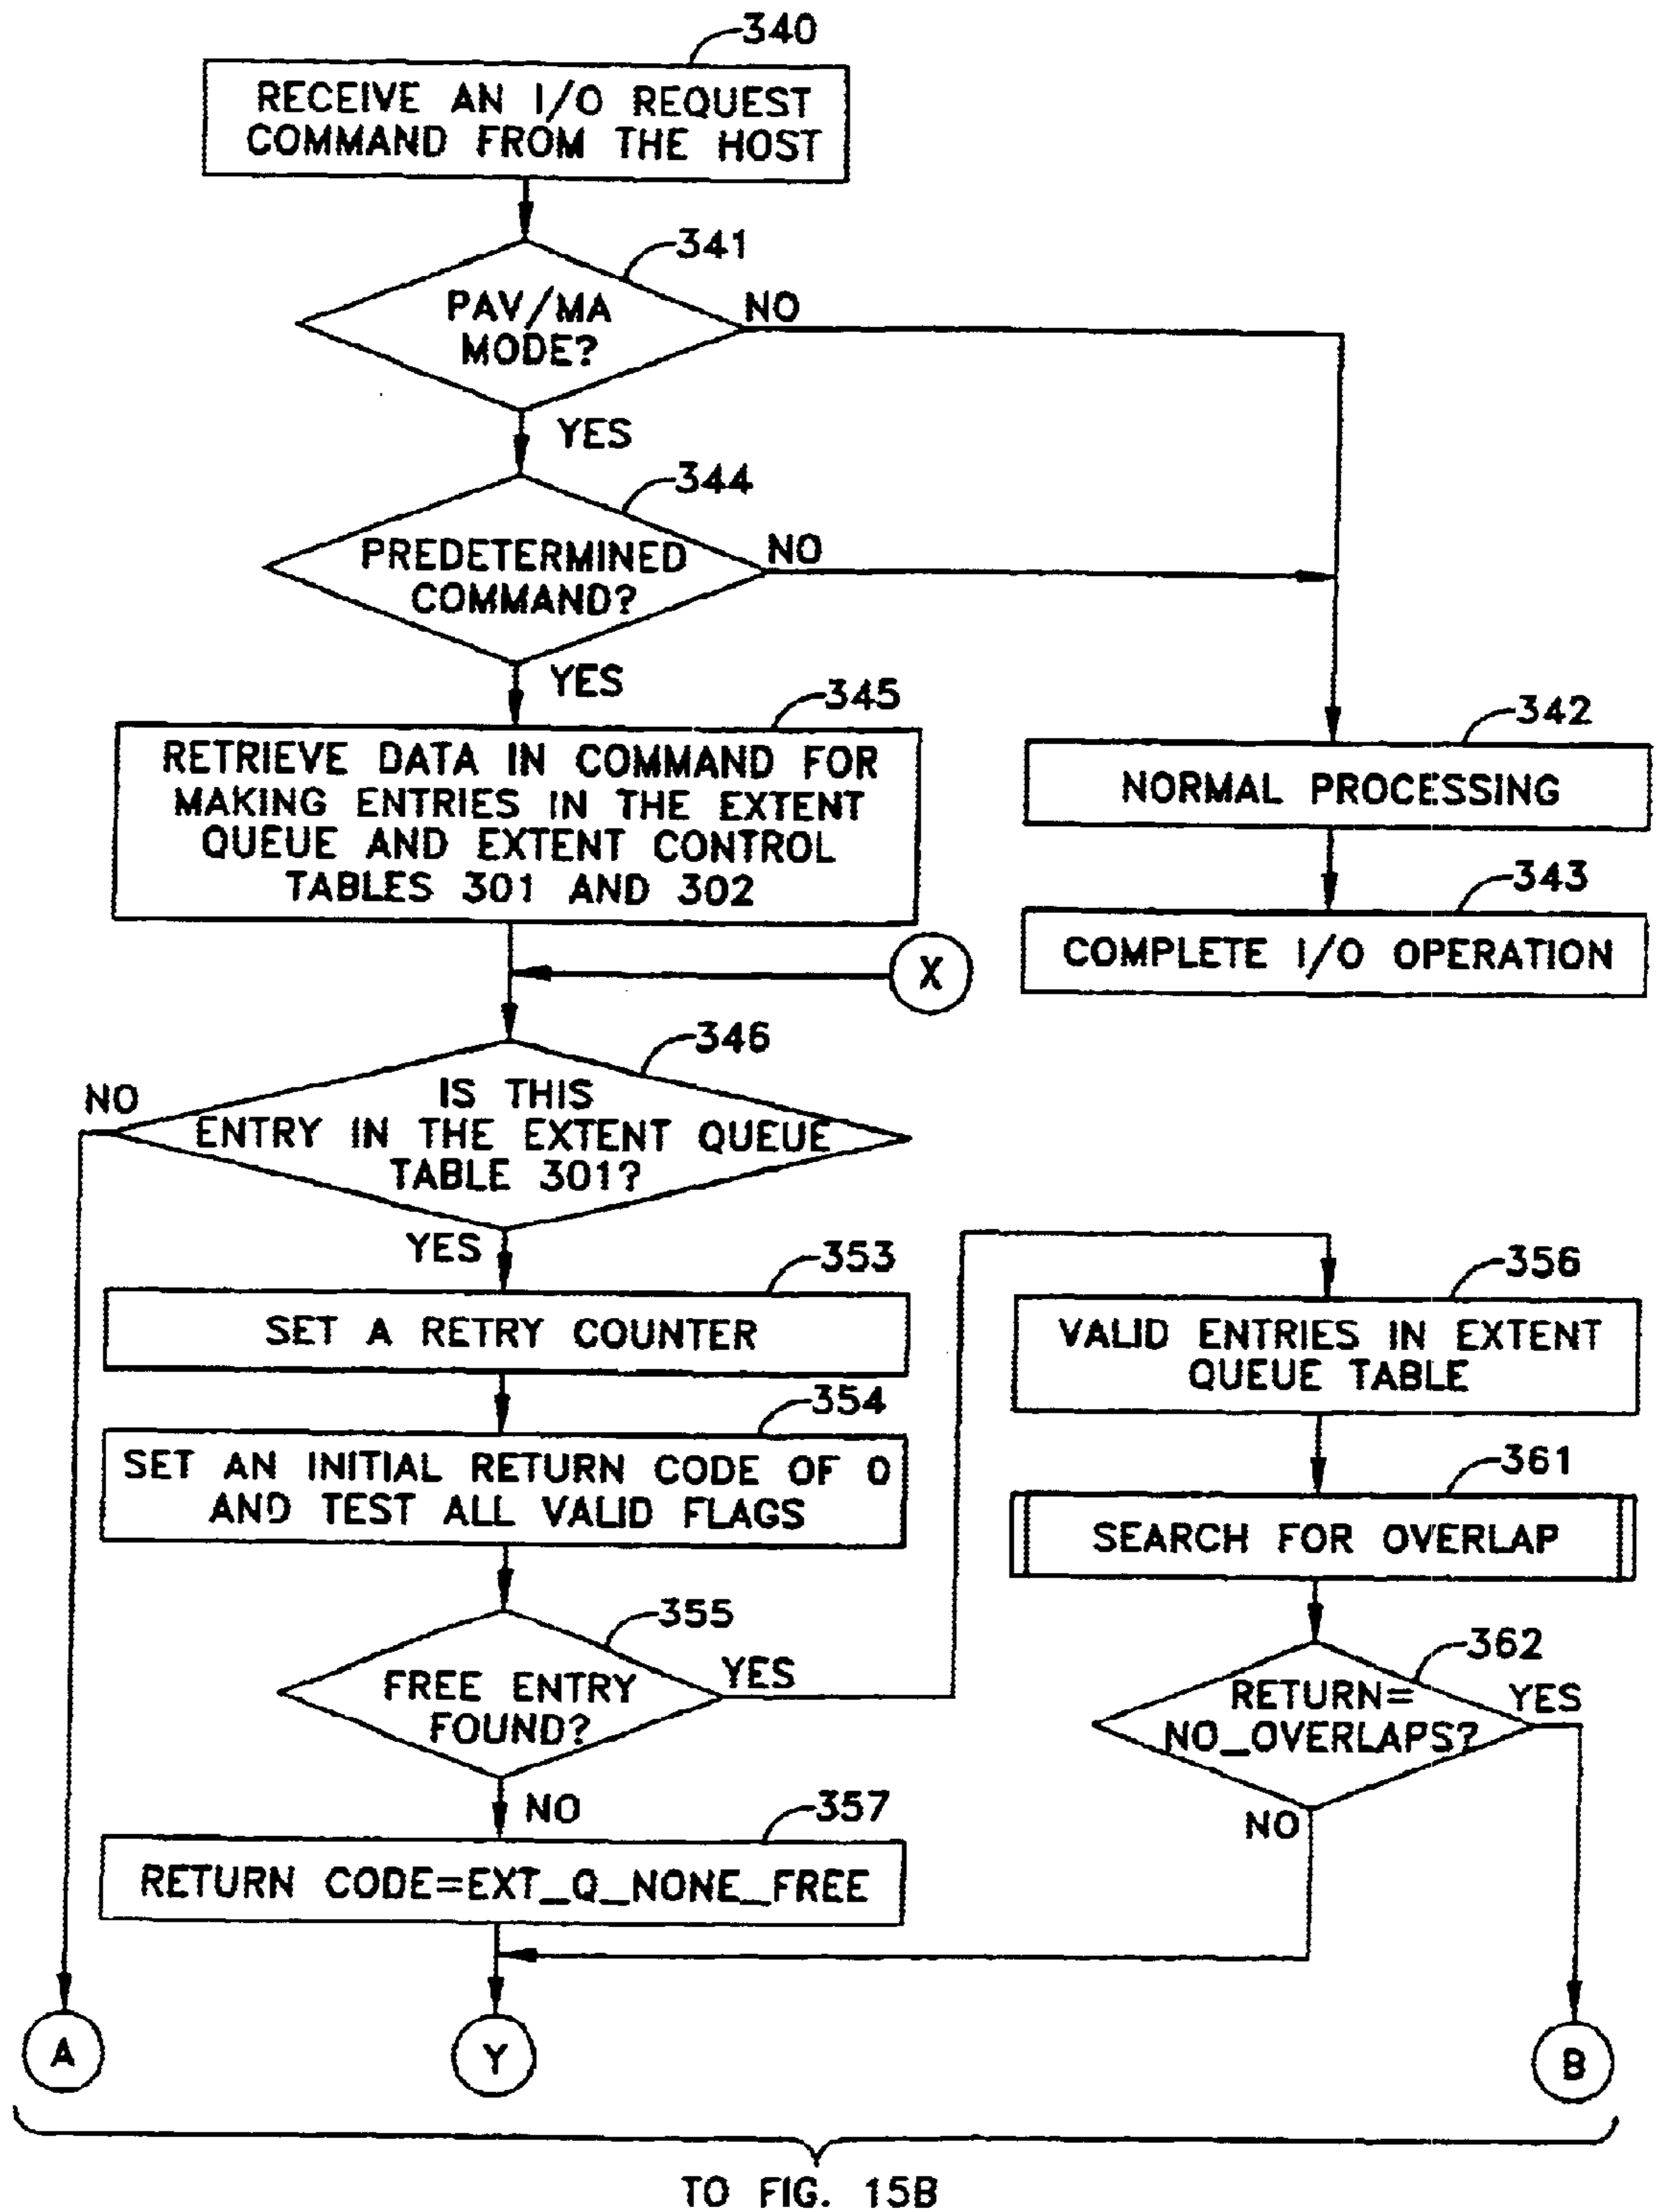 340
RECEIVE AN I/O REQUEST
COMMAND FROM THE HOST
341
PAV/MA
MODE?
NO
YES
344
PREDETERMINED
COMMAND?
NO
YES
345
RETRIEVE DATA IN COMMAND FOR
MAKING ENTRIES IN THE EXTENT
QUEUE AND EXTENT CONTROL
TABLES 301 AND 302
342
NORMAL PROCESSING
343
COMPLETE I/O OPERATION
X
346
IS THIS
ENTRY IN THE EXTENT QUEUE
TABLE 301?
NO
YES
353
SET A RETRY COUNTER
354
SET AN INITIAL RETURN CODE OF 0
AND TEST ALL VALID FLAGS
355
FREE ENTRY
FOUND?
YES
NO
357
RETURN CODE=EXT_Q_NONE_FREE
356
VALID ENTRIES IN EXTENT
QUEUE TABLE
361
SEARCH FOR OVERLAP
362
RETURN=
NO_OVERLAPS?
YES
NO
A
Y
B
TO FIG. 15B